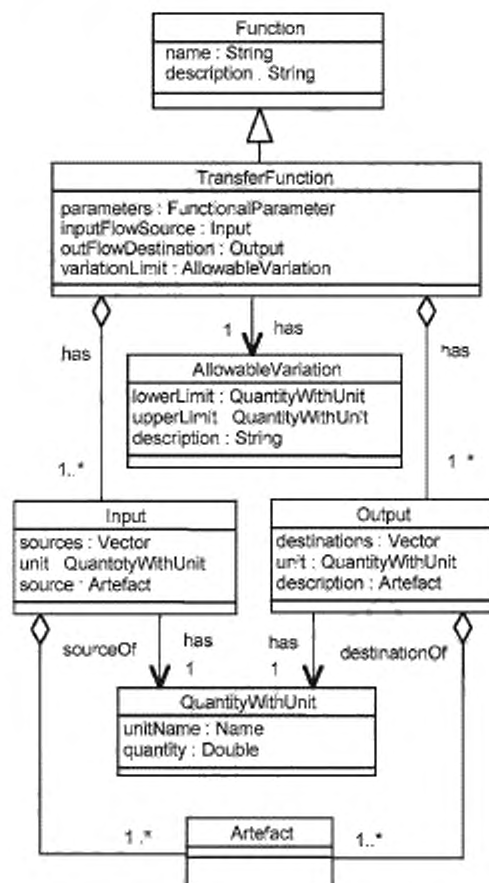 Function
name : String
description . String
TransferFunction
parameters : FunctionalParameter
inputFlowSource : Input
outFlowDestination : Output
variationLimit : AllowableVariation
has
1
has
has
AllowableVariation
lowerLimit : QuantityWithUnit
upperLimit QuantityWithUnit
description : String
1..*
1 *
Input
sources : Vector
unit QuantotyWithUnit
source : Artefact
Output
destinations : Vector
unit : QuantityWithUnit
description : Artefact
sourceOf
has
1
has
1
destinationOf
QuantityWithUnit
unitName : Name
quantity : Double
1..*
Artefact
1..*